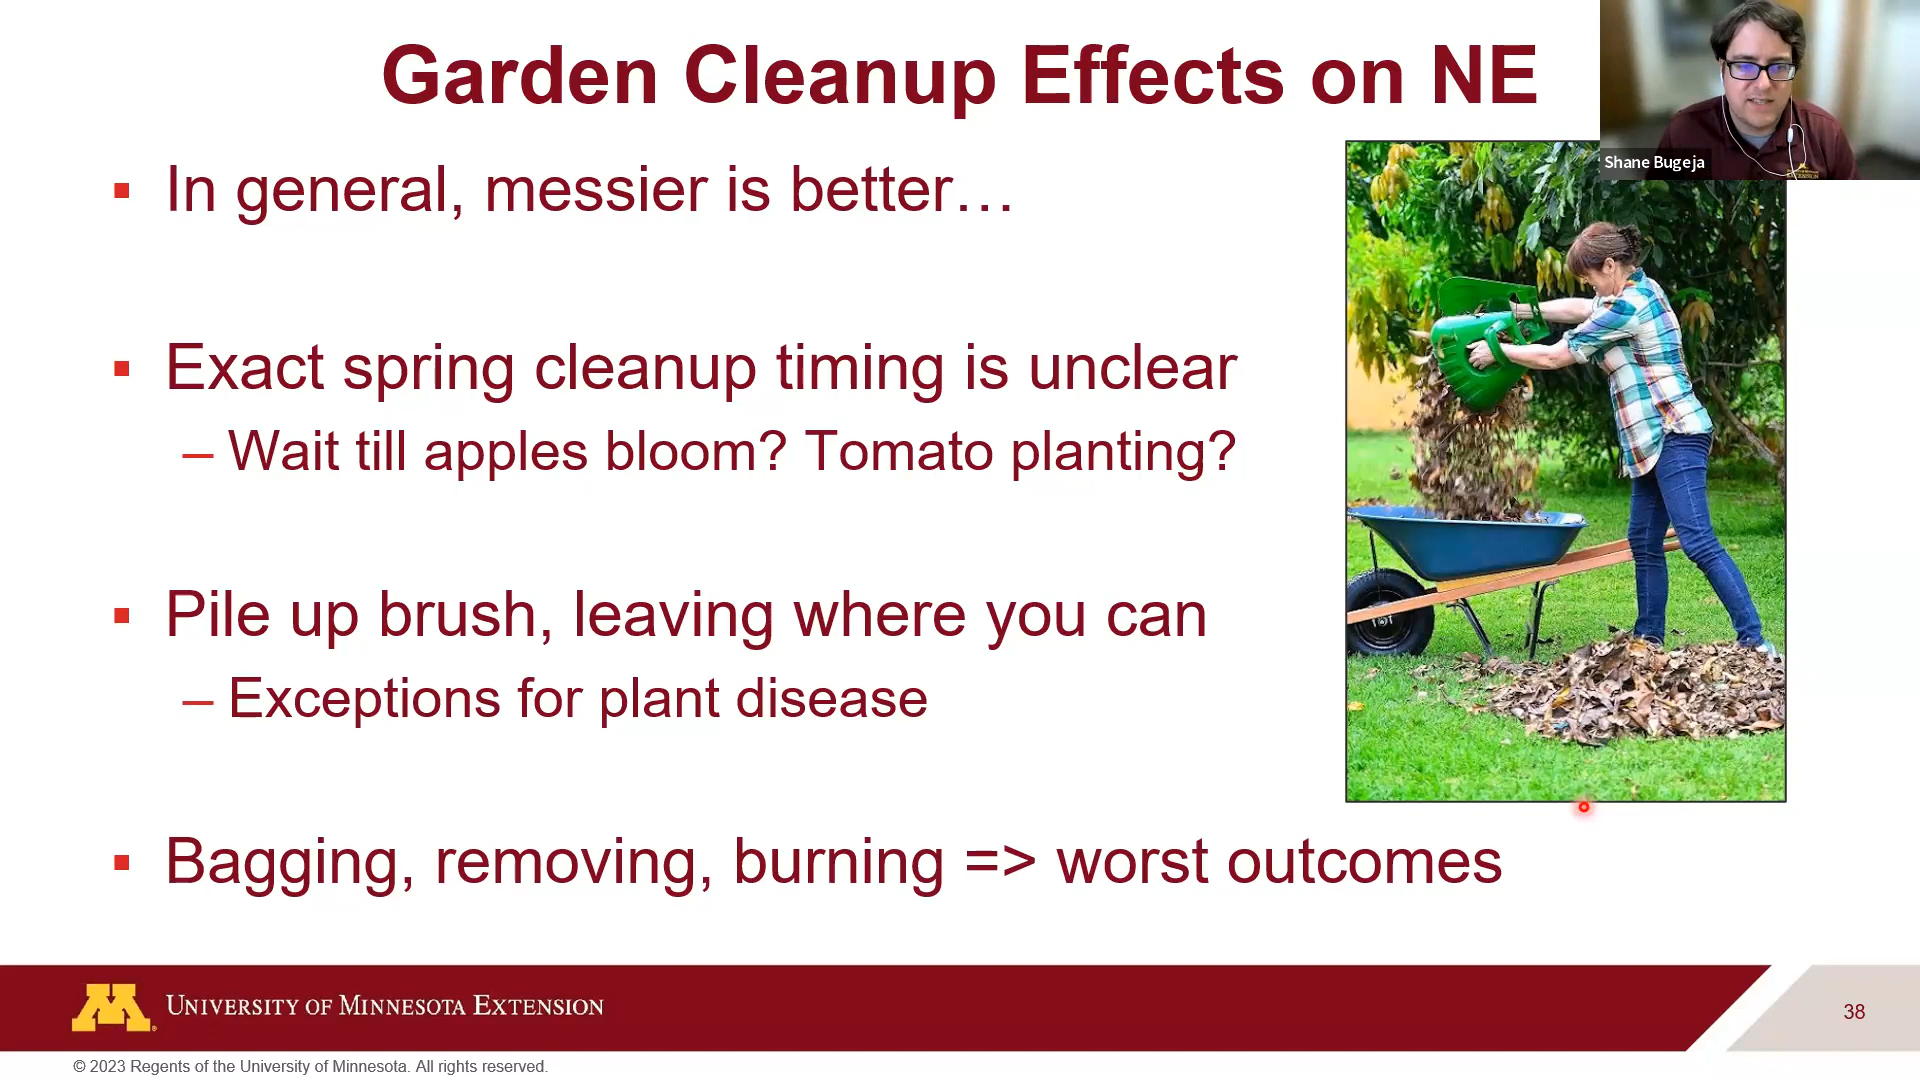 Garden Cleanup Effects on NE
Shane Bugeja
In general, messier is better…
Exact spring cleanup timing is unclear
– Wait till apples bloom? Tomato planting?
Pile up brush, leaving where you can
– Exceptions for plant disease
Bagging, removing, burning => worst outcomes
UNIVERSITY OF MINNESOTA EXTENSION
38
© 2023 Regents of the University of Minnesota. All rights reserved.